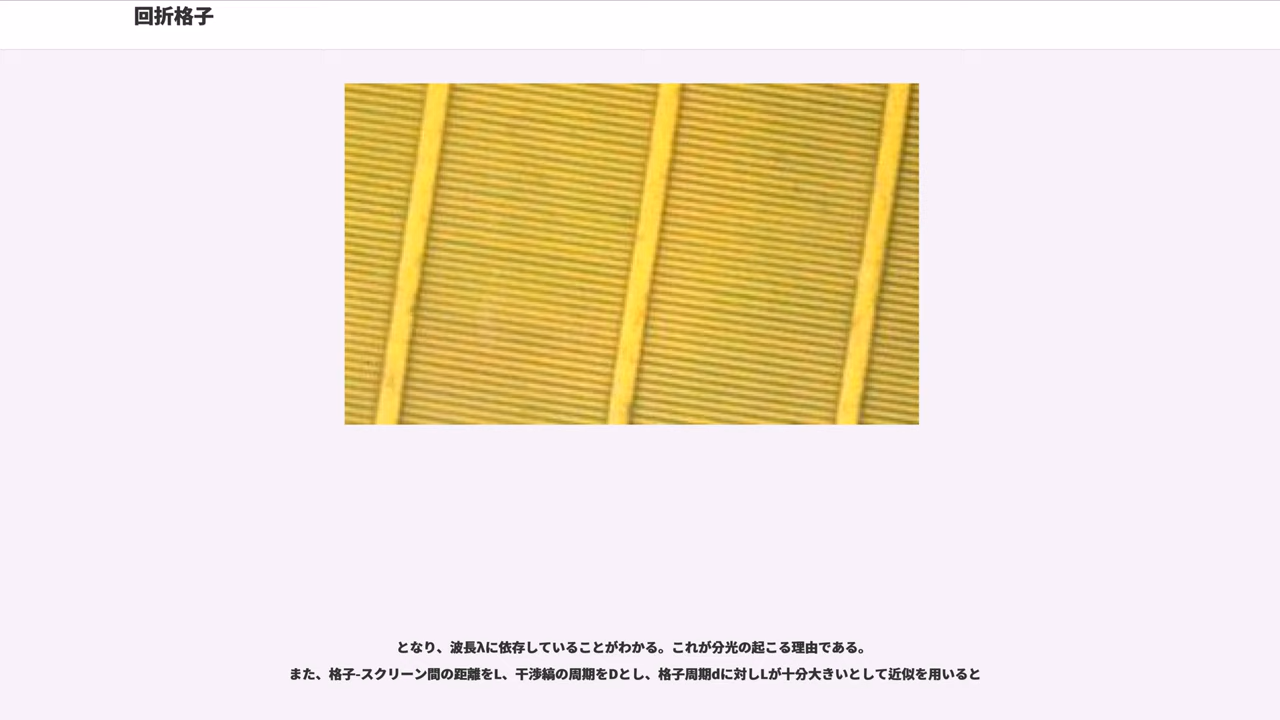 回折格子
となり、波長λに依存していることがわかる。これが分光の起こる理由である。
また、格子-スクリーン間の距離をL、干渉縞の周期をDとし、格子周期dに対しLが十分大きいとして近似を用いると